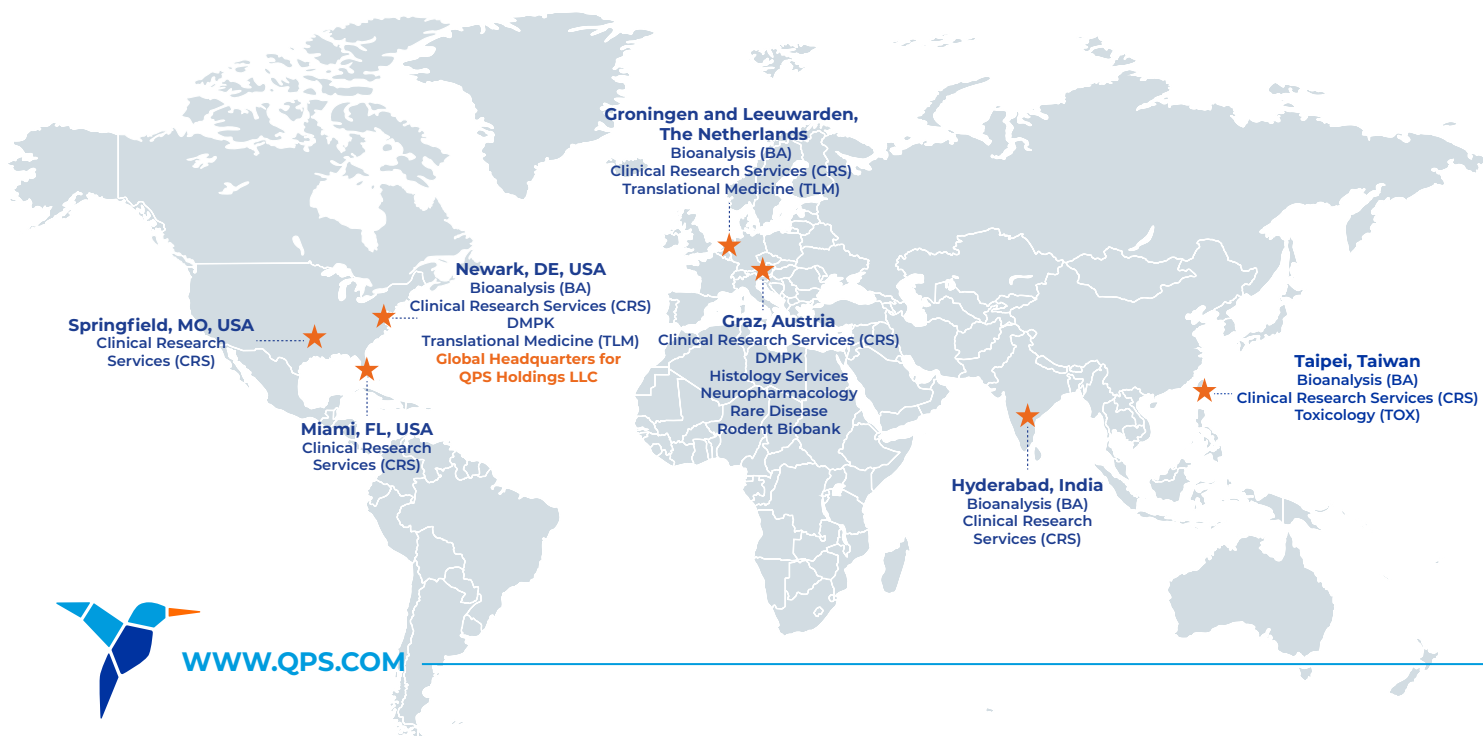 Groningen and Leeuwarden,
The Netherlands
Bioanalysis (BA)
Clinical Research Services (CRS)
Translational Medicine (TLM)
Newark, DE, USA
Bioanalysis (BA)
Clinical Research Services (CRS)
DMPK
Translational Medicine (TLM)
Global Headquarters for
QPS Holdings LLC
Springfield, MO, USA
Clinical Research
Services (CRS)
Miami, FL, USA
Clinical Research
Services (CRS)
Graz, Austria
Clinical Research Services (CRS)
DMPK
Histology Services
Neuropharmacology
Rare Disease
Rodent Biobank
Taipei, Taiwan
Bioanalysis (BA)
Clinical Research Services (CRS)
Toxicology (TOX)
Hyderabad, India
Bioanalysis (BA)
Clinical Research
Services (CRS)
WWW.QPS.COM